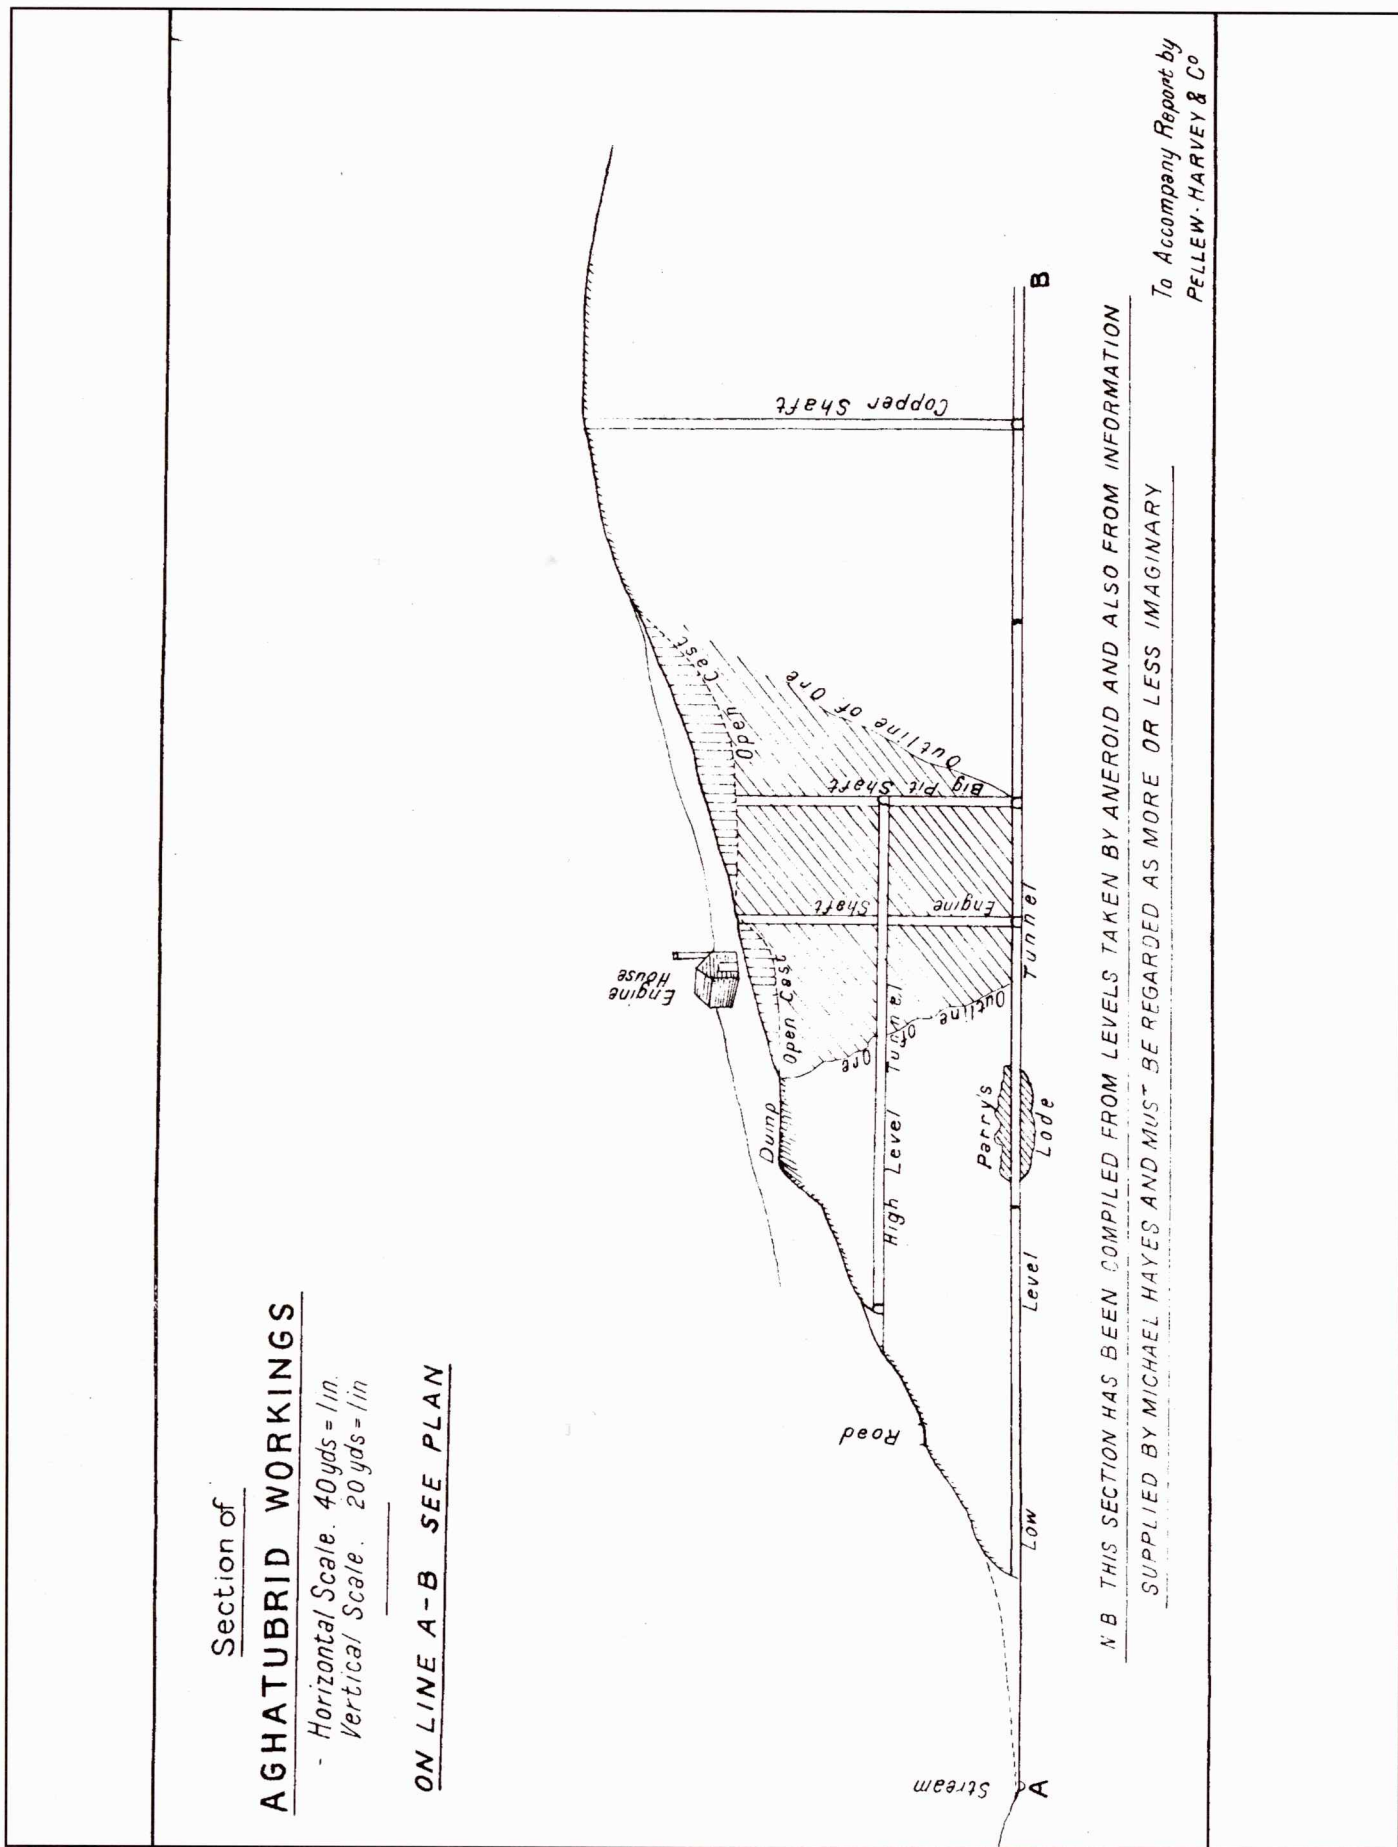 Section of
AGHATUBRID WORKINGS
- Horizontal Scale. 40yds = 1in.
Vertical Scale. 20yds = 1in
ON LINE A-B SEE PLAN
Stream
A
Road
Low
Level
Tunnel
High Level Tunnel
Dump
Engine
House
Open Cast
Open Cast
Outline of Ore
Outline of Ore
Parry's
Lode
Engine Shaft
Big Pit Shaft
Copper Shaft
B
N B THIS SECTION HAS BEEN COMPILED FROM LEVELS TAKEN BY ANEROID AND ALSO FROM INFORMATION
SUPPLIED BY MICHAEL HAYES AND MUST BE REGARDED AS MORE OR LESS IMAGINARY
To Accompany Report by
PELLEW-HARVEY & Co